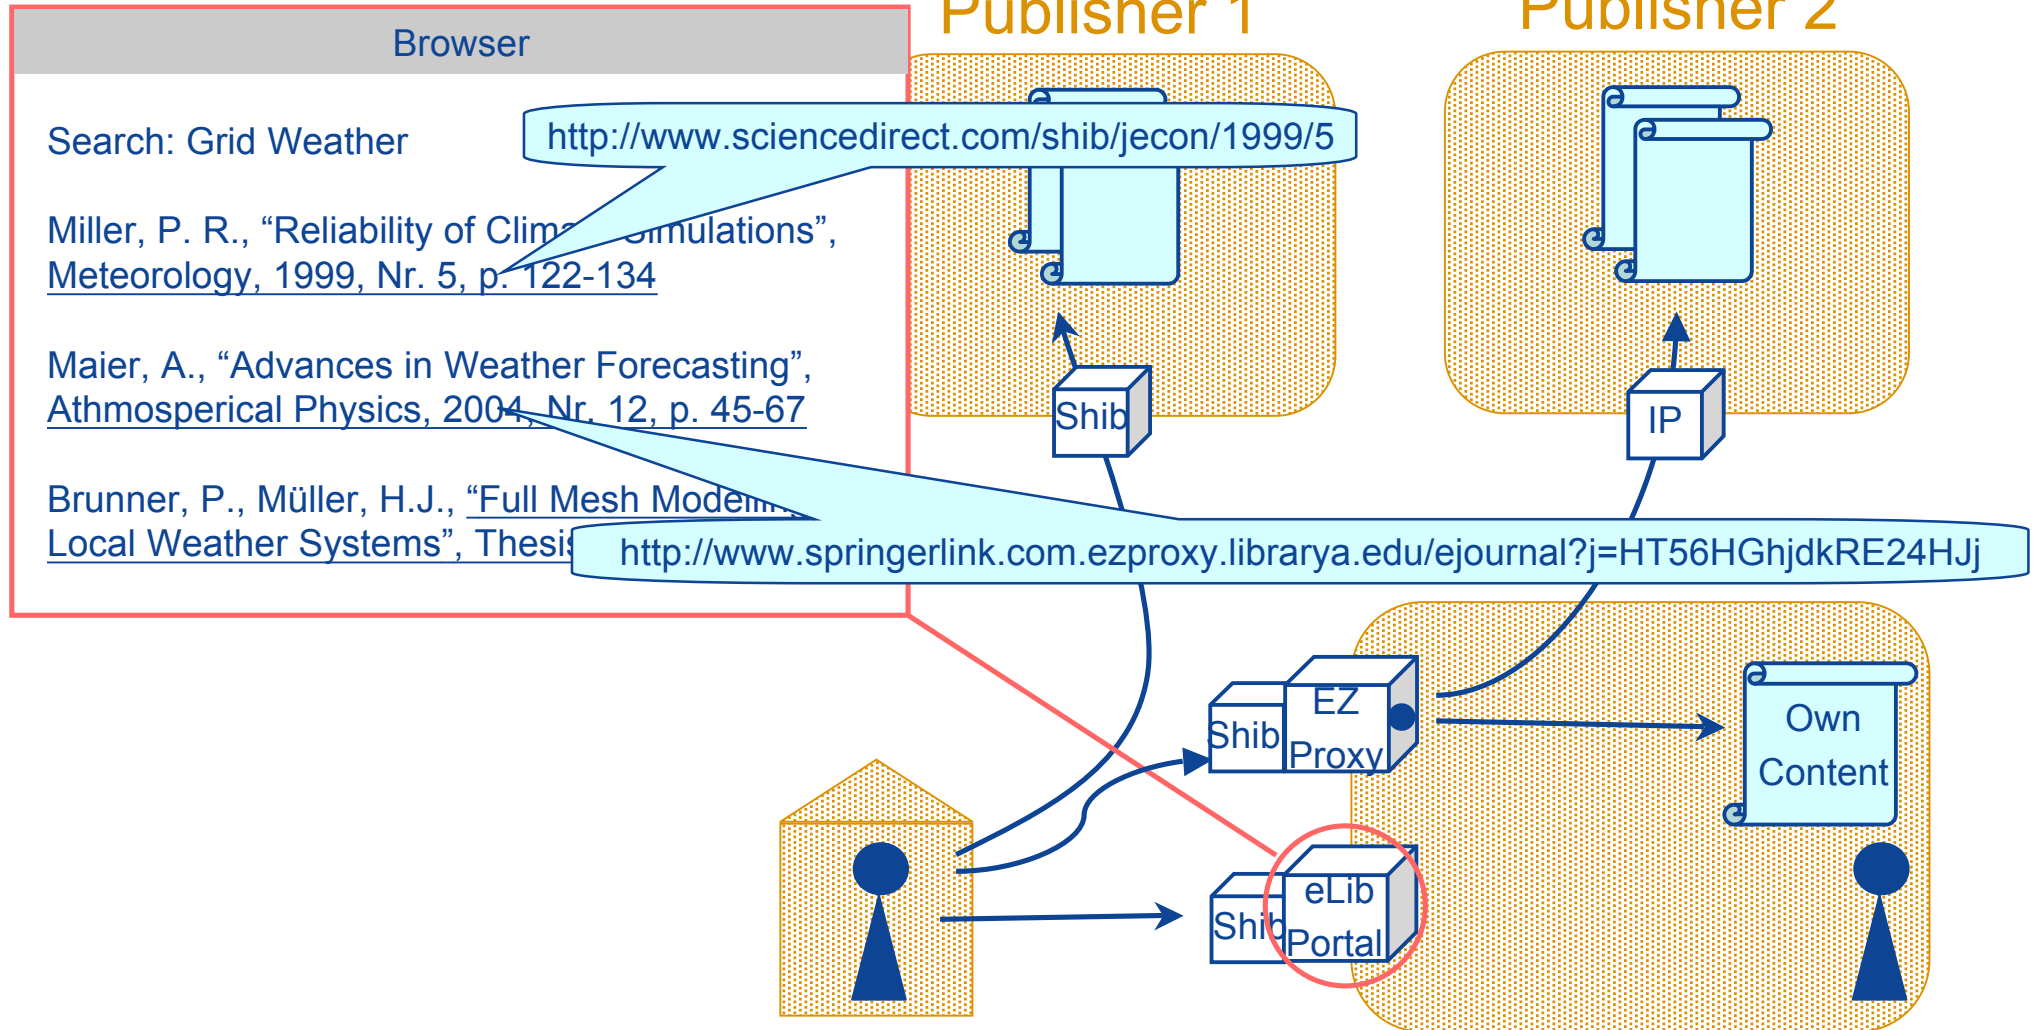 Publisher 1
Publisher 2
Browser
Search: Grid Weather
http://www.sciencedirect.com/shib/jecon/1999/5
Miller, P. R., “Reliability of Simulations”,
Meteorology, 1999, Nr. 5, p. 122-134
Maier, A., “Advances in Weather Forecasting”,
Athmosperical Physics, 2004, Nr. 12, p. 45-67
Brunner, P., Müller, H.J., “Full Mesh Modelling
Local Weather Systems”, Thesis
http://www.springerlink.com.ezproxy.librarya.edu/ejournal?j=HT56HGhjdkRE24HJj
Shib
IP
Shib
EZ
Proxy
Own
Content
Shib
eLib
Portal